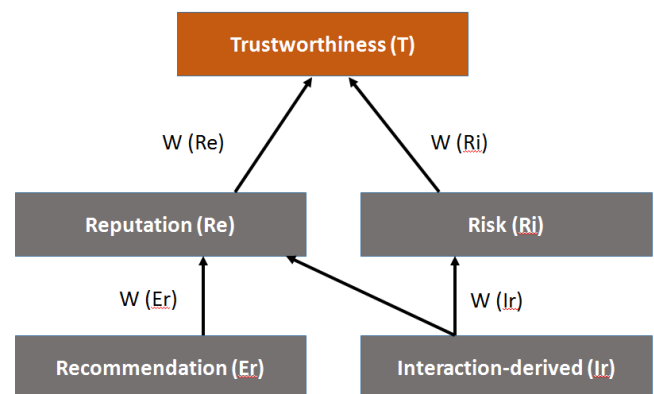 Trustworthiness (T)
W (Re)
W (Ri)
Reputation (Re)
Risk (Ri)
W (Er)
W (Ir)
Recommendation (Er)
Interaction-derived (Ir)